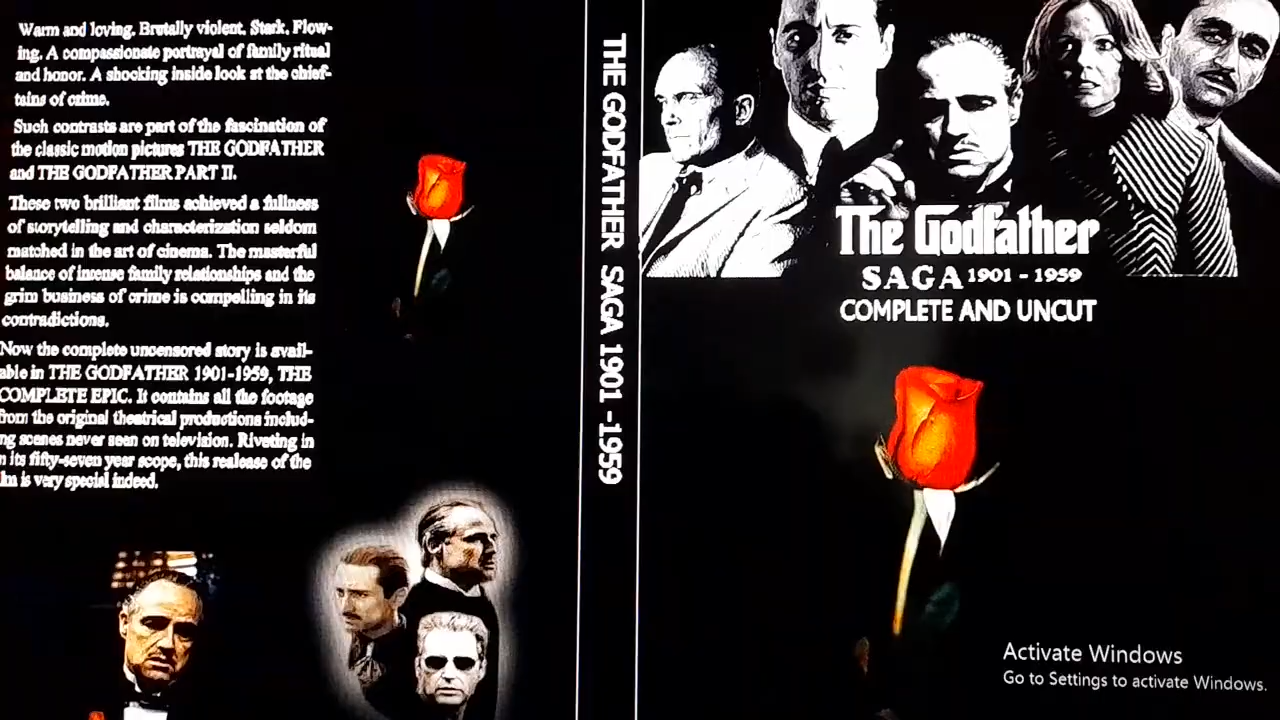 Warm and loving. Brutally violent. Stark. Flow-
ing. A compassionate portrayal of family ritual
and honor. A shocking inside look at the chief-
tains of crime.
Such contrasts are part of the fascination of
the classic motion pictures THE GODFATHER
and THE GODFATHER PART II.
These two brilliant films achieved a fullness
of storytelling and characterization seldom
matched in the art of cinema. The masterful
balance of intense family relationships and the
grim business of crime is compelling in its
contradictions.
Now the complete uncensored story is avail-
able in THE GODFATHER 1901-1959, THE
COMPLETE EPIC. It contains all the footage
from the original theatrical productions includ-
ng scenes never seen on television. Riveting in
n its fifty-seven year scope, this realease of the
lm is very special indeed.
THE GODFATHER SAGA 1901 -1959
The Godfather
SAGA 1901 - 1959
COMPLETE AND UNCUT
Activate Windows
Go to Settings to activate Windows.